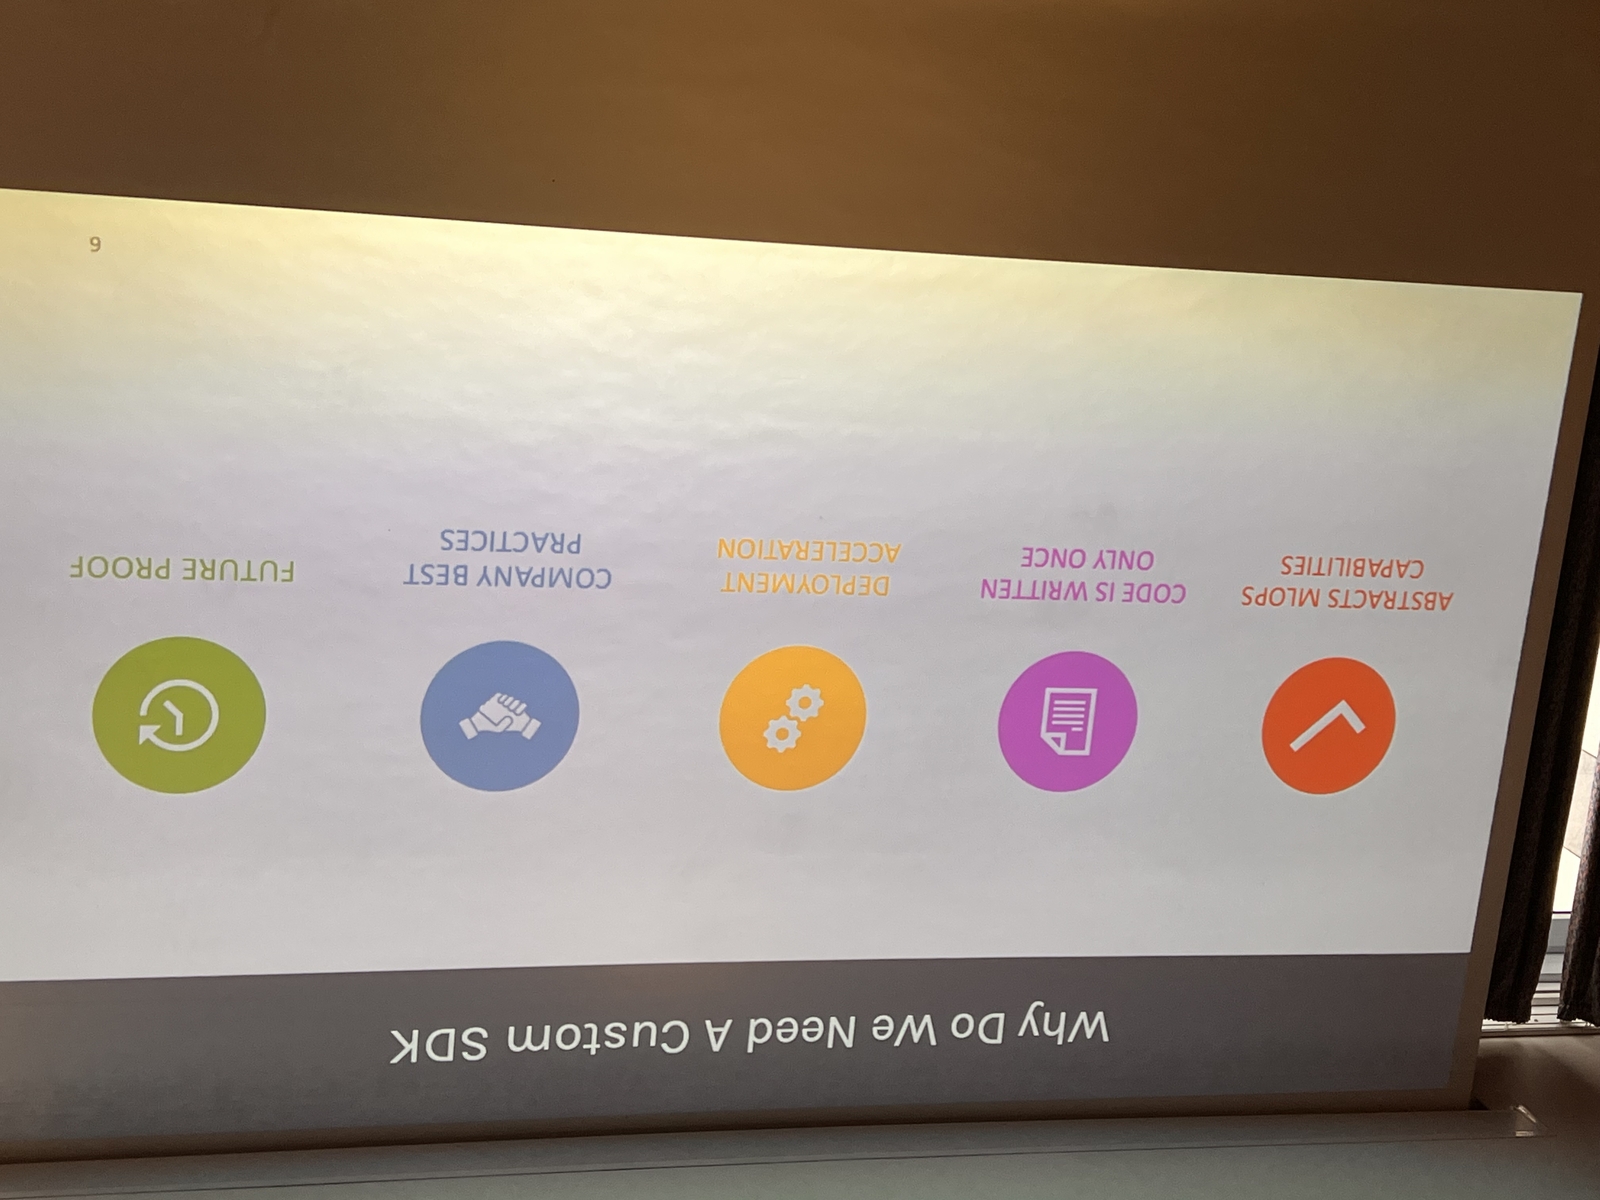 Why Do We Need A Custom SDK
ABSTRACTS MLOPS
CAPABILITIES
CODE IS WRITTEN
ONLY ONCE
DEPLOYMENT
ACCELERATION
COMPANY BEST
PRACTICES
FUTURE PROOF
6